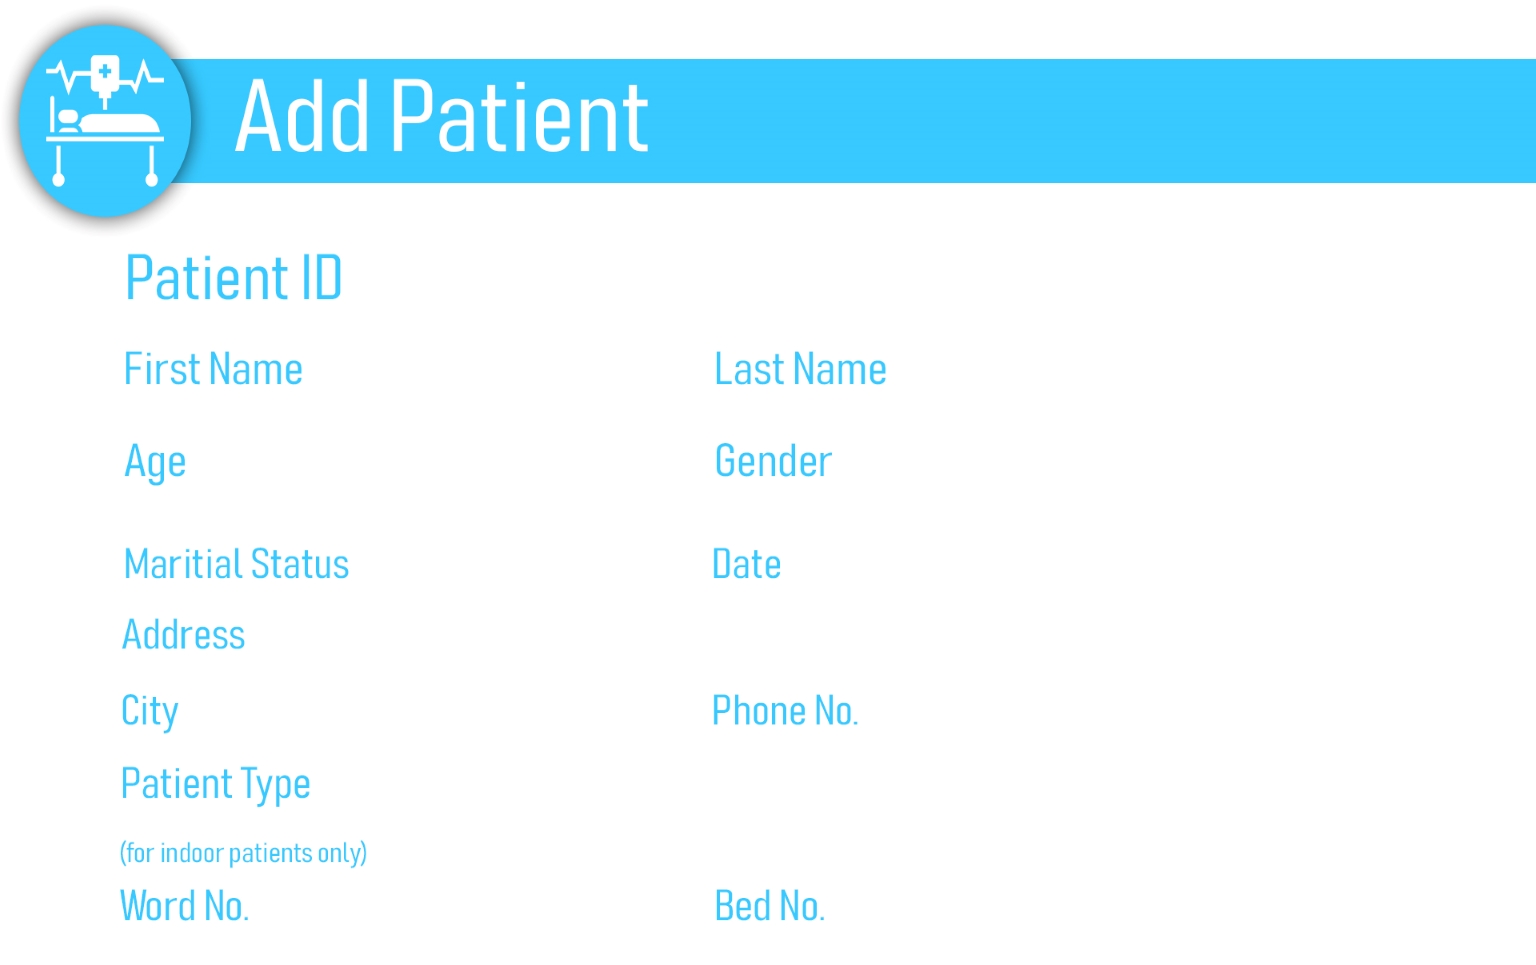 Add Patient
Patient ID
First Name
Last Name
Age
Gender
Maritial Status
Date
Address
City
Phone No.
Patient Type
(for indoor patients only)
Word No.
Bed No.